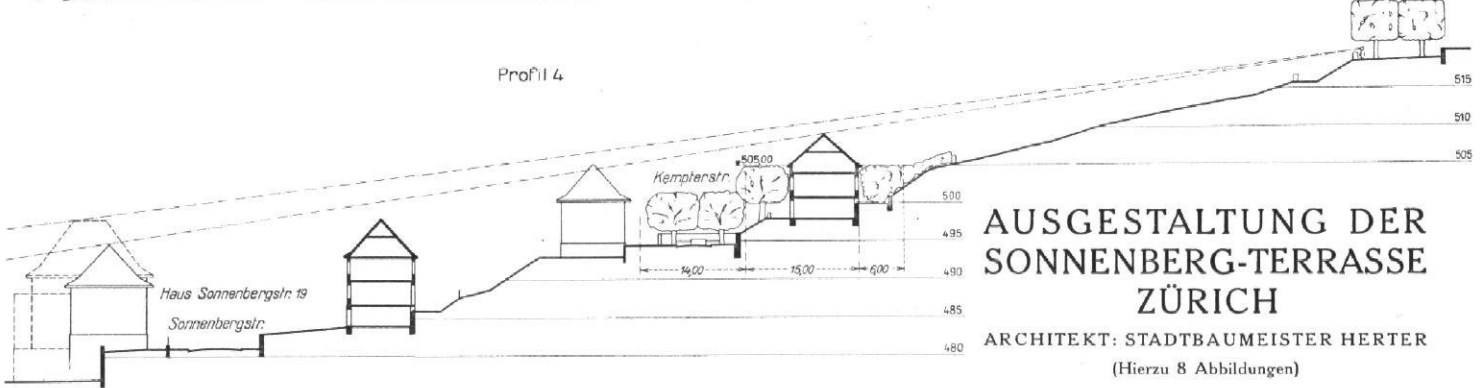 Profil 4
515
510
505
505.00
Kempterstr.
500
495
490
14,00
15,00
6,00
Haus Sonnenbergstr. 19
485
Sonnenbergstr.
480
AUSGESTALTUNG DER
SONNENBERG-TERRASSE
ZÜRICH
ARCHITEKT: STADTBAUMEISTER HERTER
(Hierzu 8 Abbildungen)